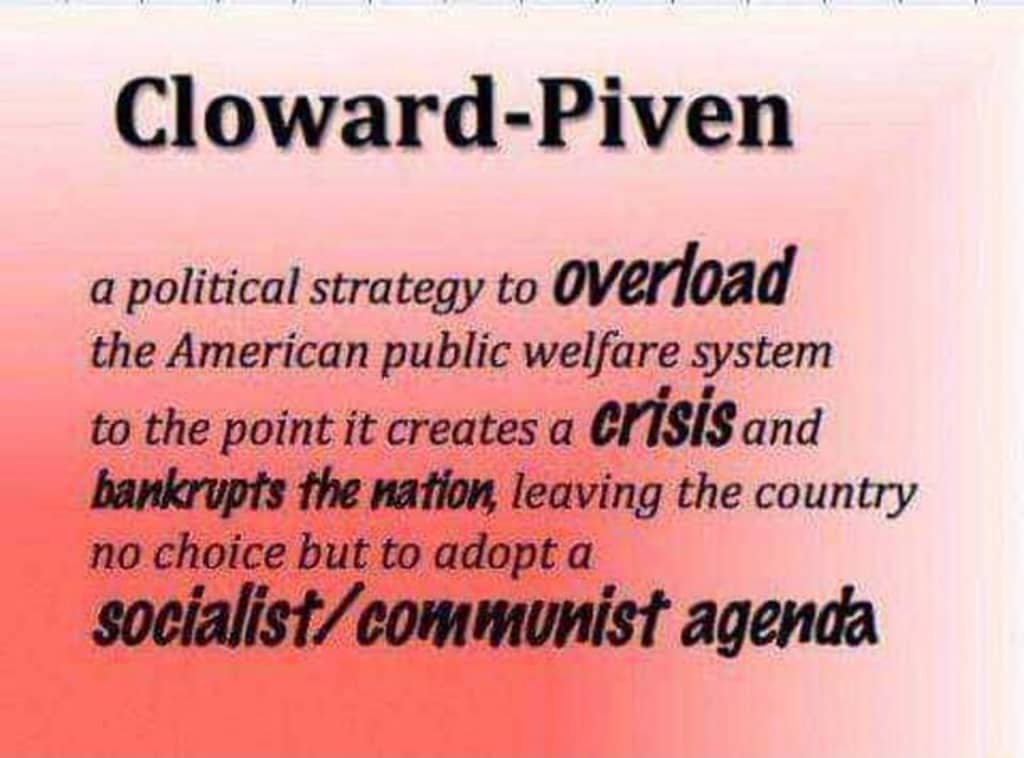 Cloward-Piven
a political strategy to overload
the American public welfare system
to the point it creates a crisis and
bankrupts the nation, leaving the country
no choice but to adopt a
socialist/communist agenda